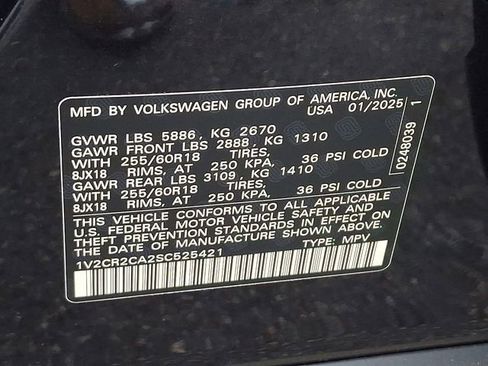 MFD BY VOLKSWAGEN GROUP OF AMERICA, INC.
USA 01/2025
GVWR LBS 5886, KG 2670
GAWR FRONT LBS 2888, KG 1310
WITH 255/60R18 TIRES,
8JX18 RIMS, AT 250 KPA, 36 PSI COLD
GAWR REAR LBS 3109, KG 1410
WITH 255/60R18 TIRES,
8JX18 RIMS, AT 250 KPA, 36 PSI COLD
THIS VEHICLE CONFORMS TO ALL APPLICABLE
U.S. FEDERAL MOTOR VEHICLE SAFETY AND
THEFT PREVENTION STANDARDS IN EFFECT ON
THE DATE OF MANUFACTURE SHOWN ABOVE.
1V2CR2CA2SC525421 TYPE: MPV
0248039 1